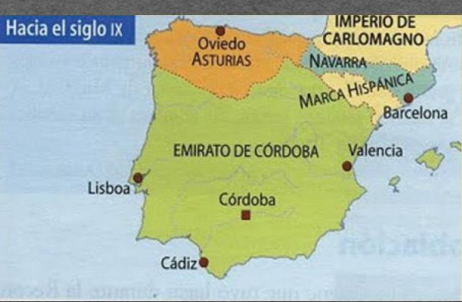 Hacia el siglo IX
IMPERIO DE
CARLOMAGNO
Oviedo
ASTURIAS
NAVARRA
MARCA HISPÁNICA
Barcelona
EMIRATO DE CÓRDOBA
Valencia
Lisboa
Córdoba
Cádiz